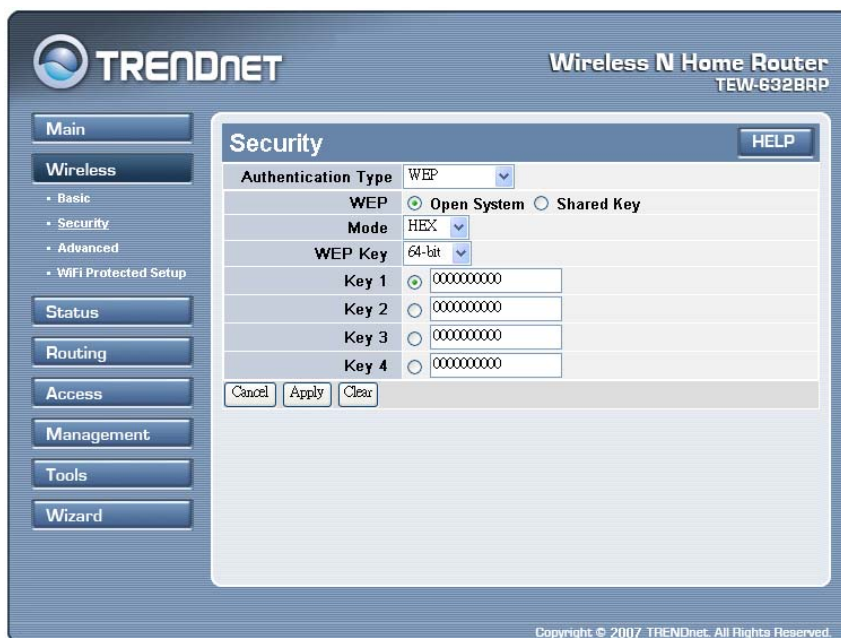 TRENDNET
Wireless N Home Router
TEW-632BRP
Main
Wireless
Basic
Security
Advanced
WiFi Protected Setup
Status
Routing
Access
Management
Tools
Wizard
Security
HELP
Authentication Type WEP
WEP Open System Shared Key
Mode HEX
WEP Key 64-bit
Key 1 0000000000
Key 2 0000000000
Key 3 0000000000
Key 4 0000000000
Cancel Apply Clear
Copyright © 2007 TRENDnet. All Rights Reserved.